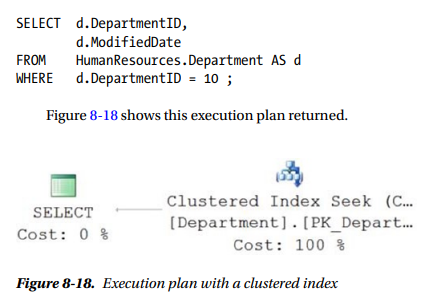 SELECT d.DepartmentID,
d.ModifiedDate
FROM HumanResources.Department AS d
WHERE d.DepartmentID = 10 ;
Figure 8-18 shows this execution plan returned.
Clustered Index Seek (C...
SELECT
[Department].[PK_Depart...
Cost: 0 %
Cost: 100 %
Figure 8-18. Execution plan with a clustered index